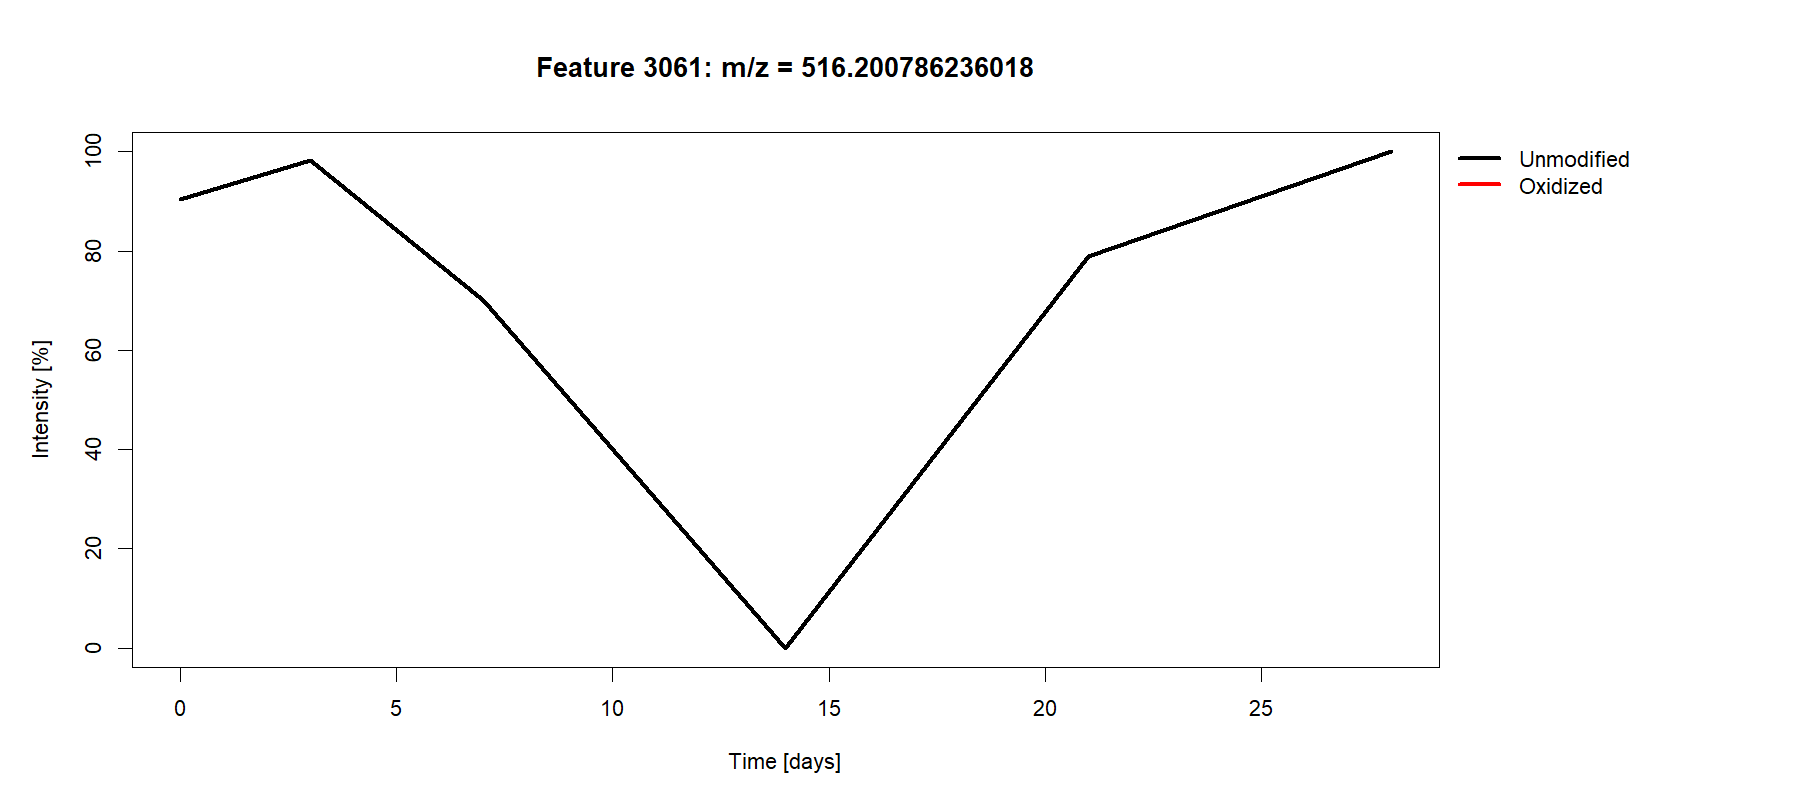 Feature 3061: m/z = 516.200786236018
100
80
60
40
20
0
Intensity [%]
Unmodified
Oxidized
0 5 10 15 20 25
Time [days]